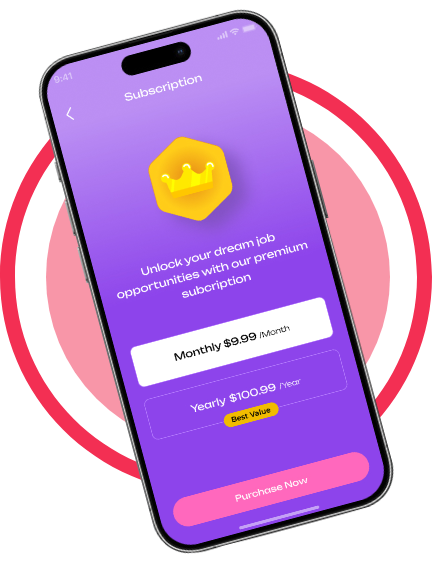 9:41
Subscription
Unlock your dream job
opportunities with our premium
subcription
Monthly $9.99 /Month
Yearly $100.99 /Year
Best Value
Purchase Now